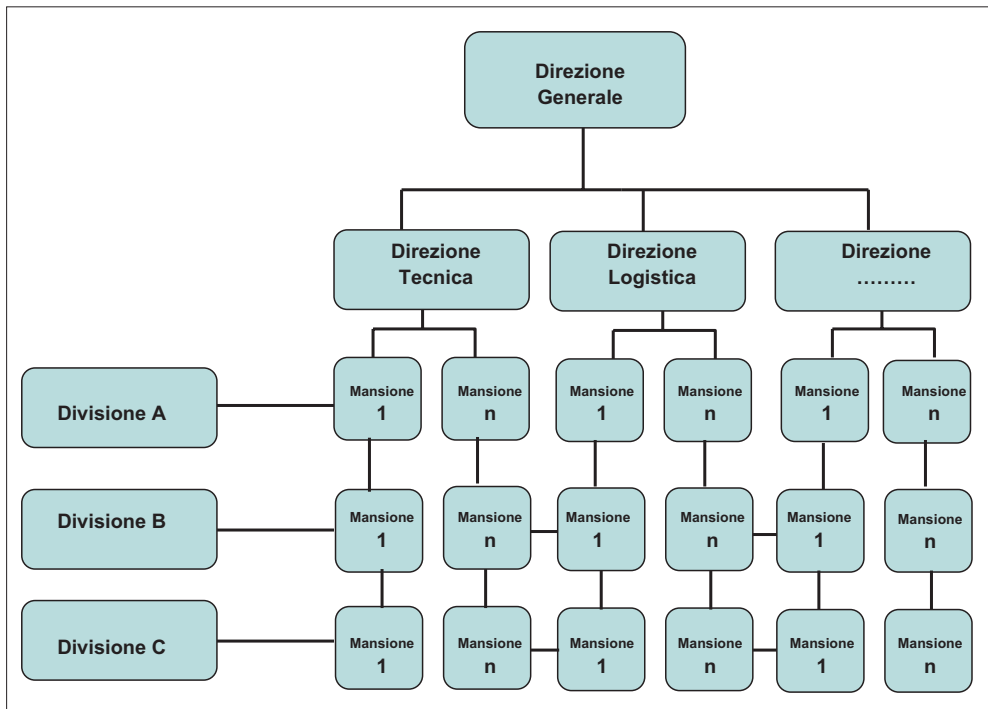 Direzione
Generale
Direzione
Tecnica
Direzione
Logistica
Direzione
.........
Divisione A
Mansione
1
Mansione
n
Mansione
1
Mansione
n
Mansione
1
Mansione
n
Divisione B
Mansione
1
Mansione
n
Mansione
1
Mansione
n
Mansione
1
Mansione
n
Divisione C
Mansione
1
Mansione
n
Mansione
1
Mansione
n
Mansione
1
Mansione
n